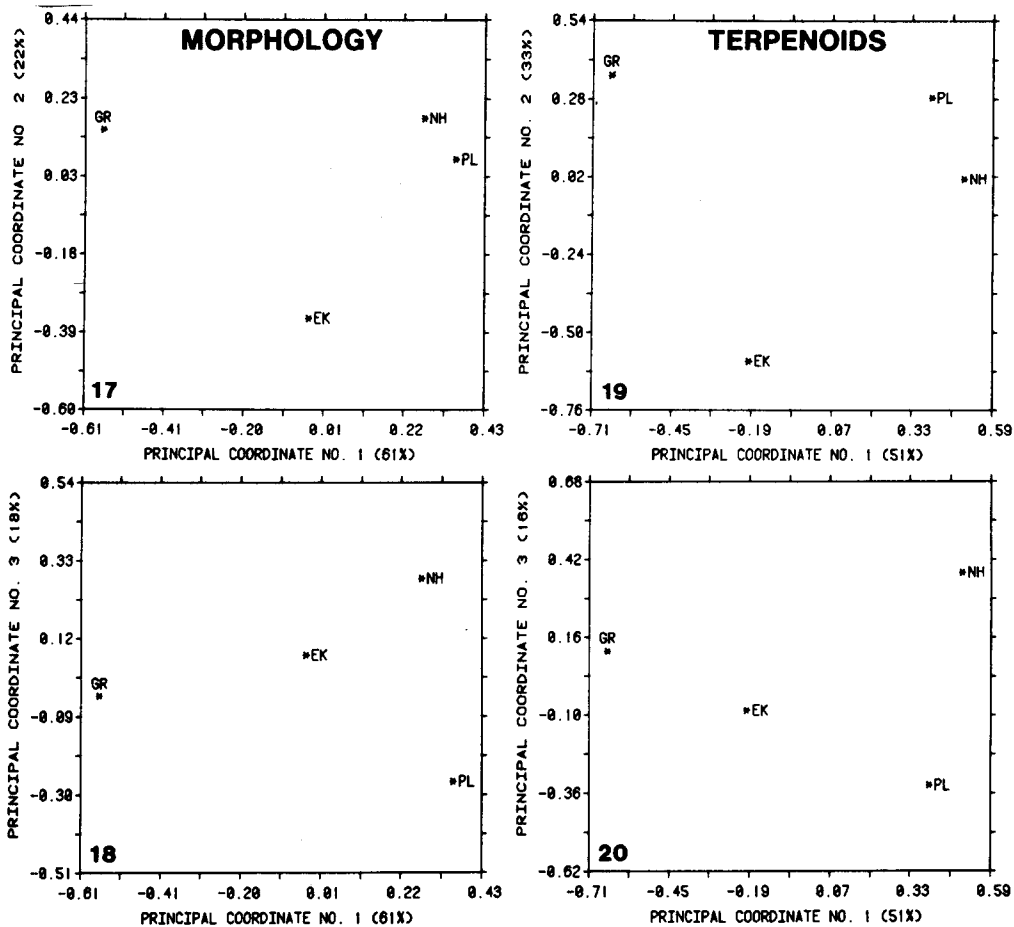 MORPHOLOGY
PRINCIPAL COORDINATE NO 2 (22%)
0.44
0.23
0.03
-0.18
-0.39
-0.60
*GR
*NH
*PL
*EK
17
-0.61 -0.41 -0.20 0.01 0.22 0.43
PRINCIPAL COORDINATE NO. 1 (61%)
TERPENOIDS
PRINCIPAL COORDINATE NO. 2 (33%)
0.54
0.28
0.02
-0.24
-0.50
-0.76
GR
*
*PL
*NH
*EK
19
-0.71 -0.45 -0.19 0.07 0.33 0.59
PRINCIPAL COORDINATE NO. 1 (51%)
PRINCIPAL COORDINATE NO. 3 (18%)
0.54
0.33
0.12
-0.09
-0.30
-0.51
*NH
*EK
GR
*
*PL
18
-0.61 -0.41 -0.20 0.01 0.22 0.43
PRINCIPAL COORDINATE NO. 1 (61%)
PRINCIPAL COORDINATE NO. 3 (16%)
0.68
0.42
0.16
-0.10
-0.36
-0.62
*NH
GR
*
*EK
*PL
20
-0.71 -0.45 -0.19 0.07 0.33 0.59
PRINCIPAL COORDINATE NO. 1 (51%)